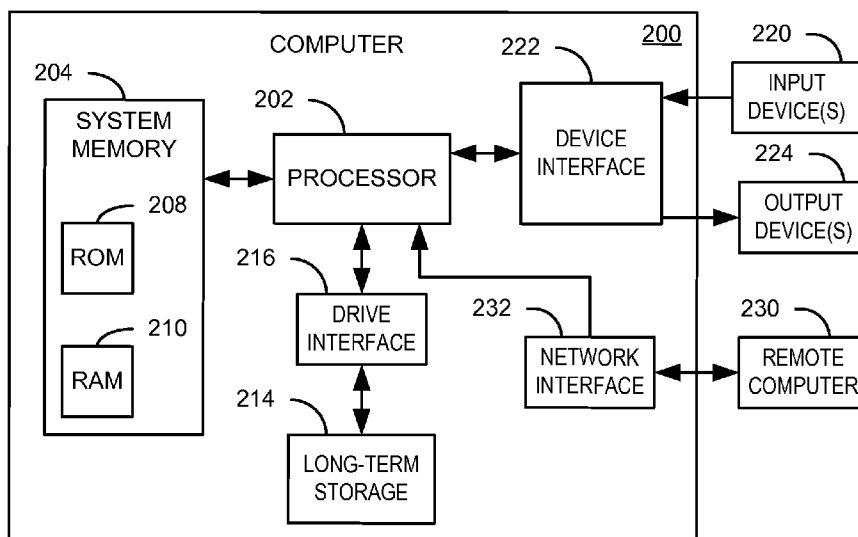 COMPUTER
200
204
SYSTEM
MEMORY
208
ROM
210
RAM
202
PROCESSOR
216
DRIVE
INTERFACE
214
LONG-TERM
STORAGE
222
DEVICE
INTERFACE
232
NETWORK
INTERFACE
220
INPUT
DEVICE(S)
224
OUTPUT
DEVICE(S)
230
REMOTE
COMPUTER